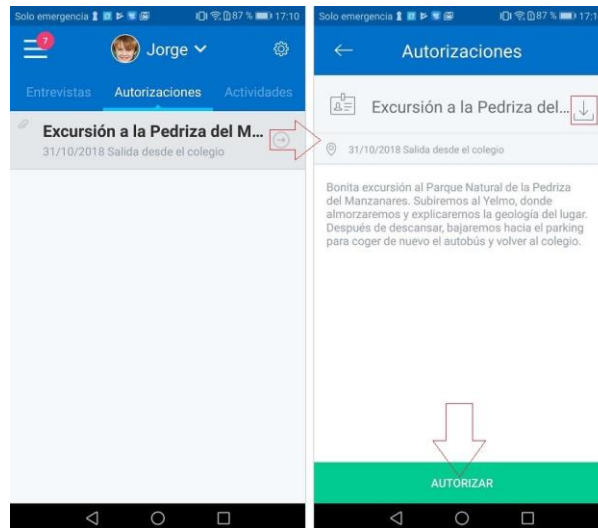 Solo emergencia 87 % 17:10
7
Jorge
Entrevistas Autorizaciones Actividades
Excursión a la Pedriza del M...
31/10/2018 Salida desde el colegio
Solo emergencia 87 % 17:1
Autorizaciones
Excursión a la Pedriza del...
31/10/2018 Salida desde el colegio
Bonita excursión al Parque Natural de la Pedriza
del Manzanares. Subiremos al Yelmo, donde
almorzaremos y explicaremos la geología del lugar.
Después de descansar, bajaremos hacia el parking
para coger de nuevo el autobús y volver al colegio.
AUTORIZAR